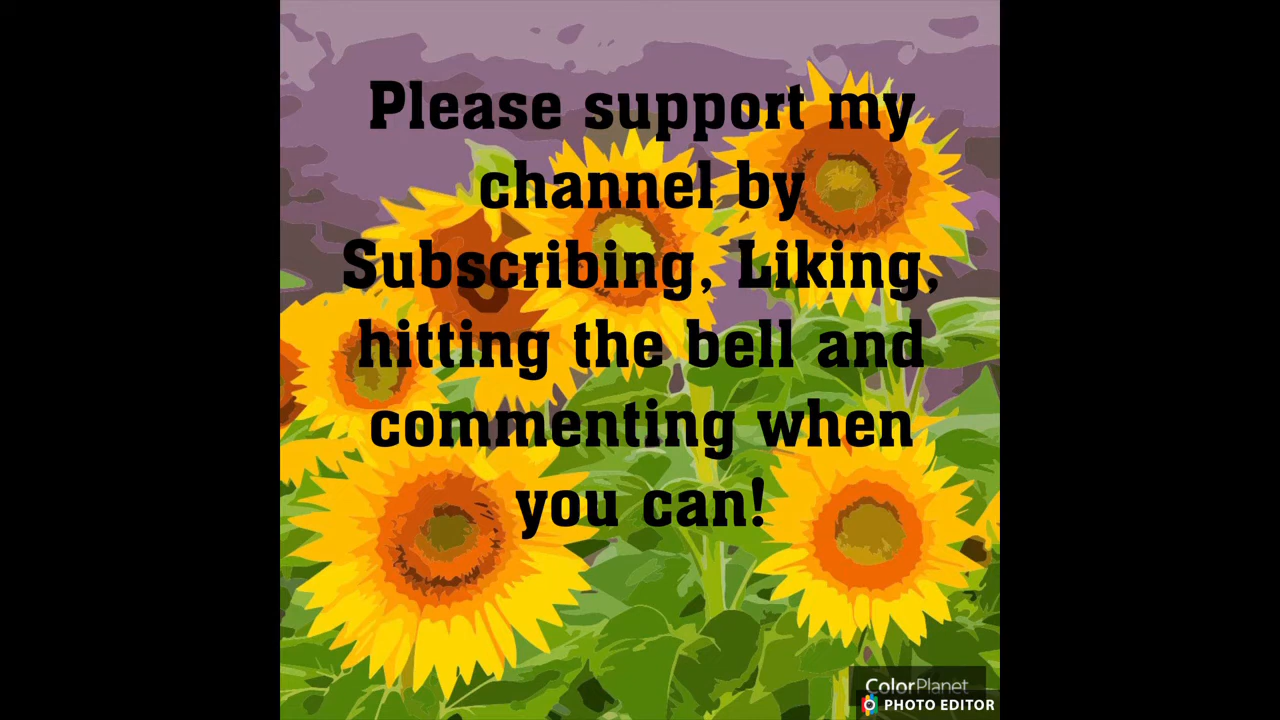 Please support my
channel by
Subscribing, Liking,
hitting the bell and
commenting when
you can!
ColorPlanet
PHOTO EDITOR